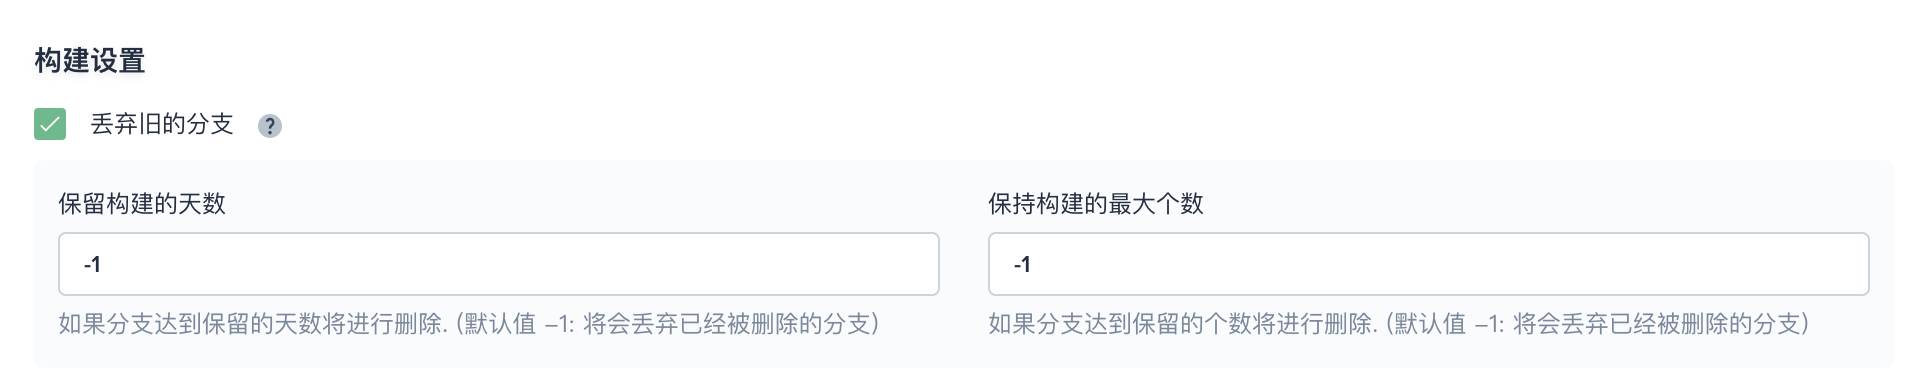 构建设置
丢弃旧的分支 ?
保留构建的天数
-1
如果分支达到保留的天数将进行删除. (默认值 –1: 将会丢弃已经被删除的分支)
保持构建的最大个数
-1
如果分支达到保留的个数将进行删除. (默认值 –1: 将会丢弃已经被删除的分支)